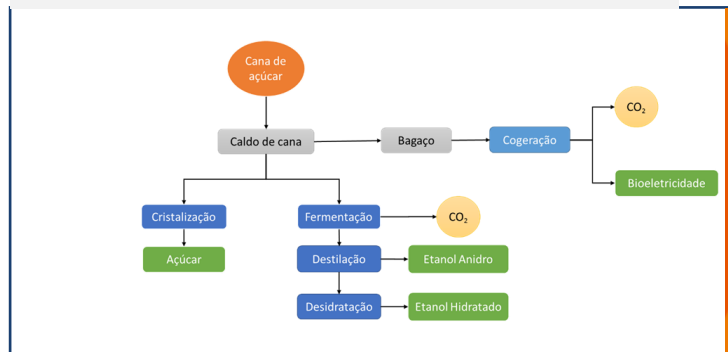 Cana de
açúcar
CO₂
Caldo de cana
Bagaço
Cogeração
Bioeletricidade
Cristalização
Fermentação
CO₂
Açúcar
Destilação
Etanol Anidro
Desidratação
Etanol Hidratado